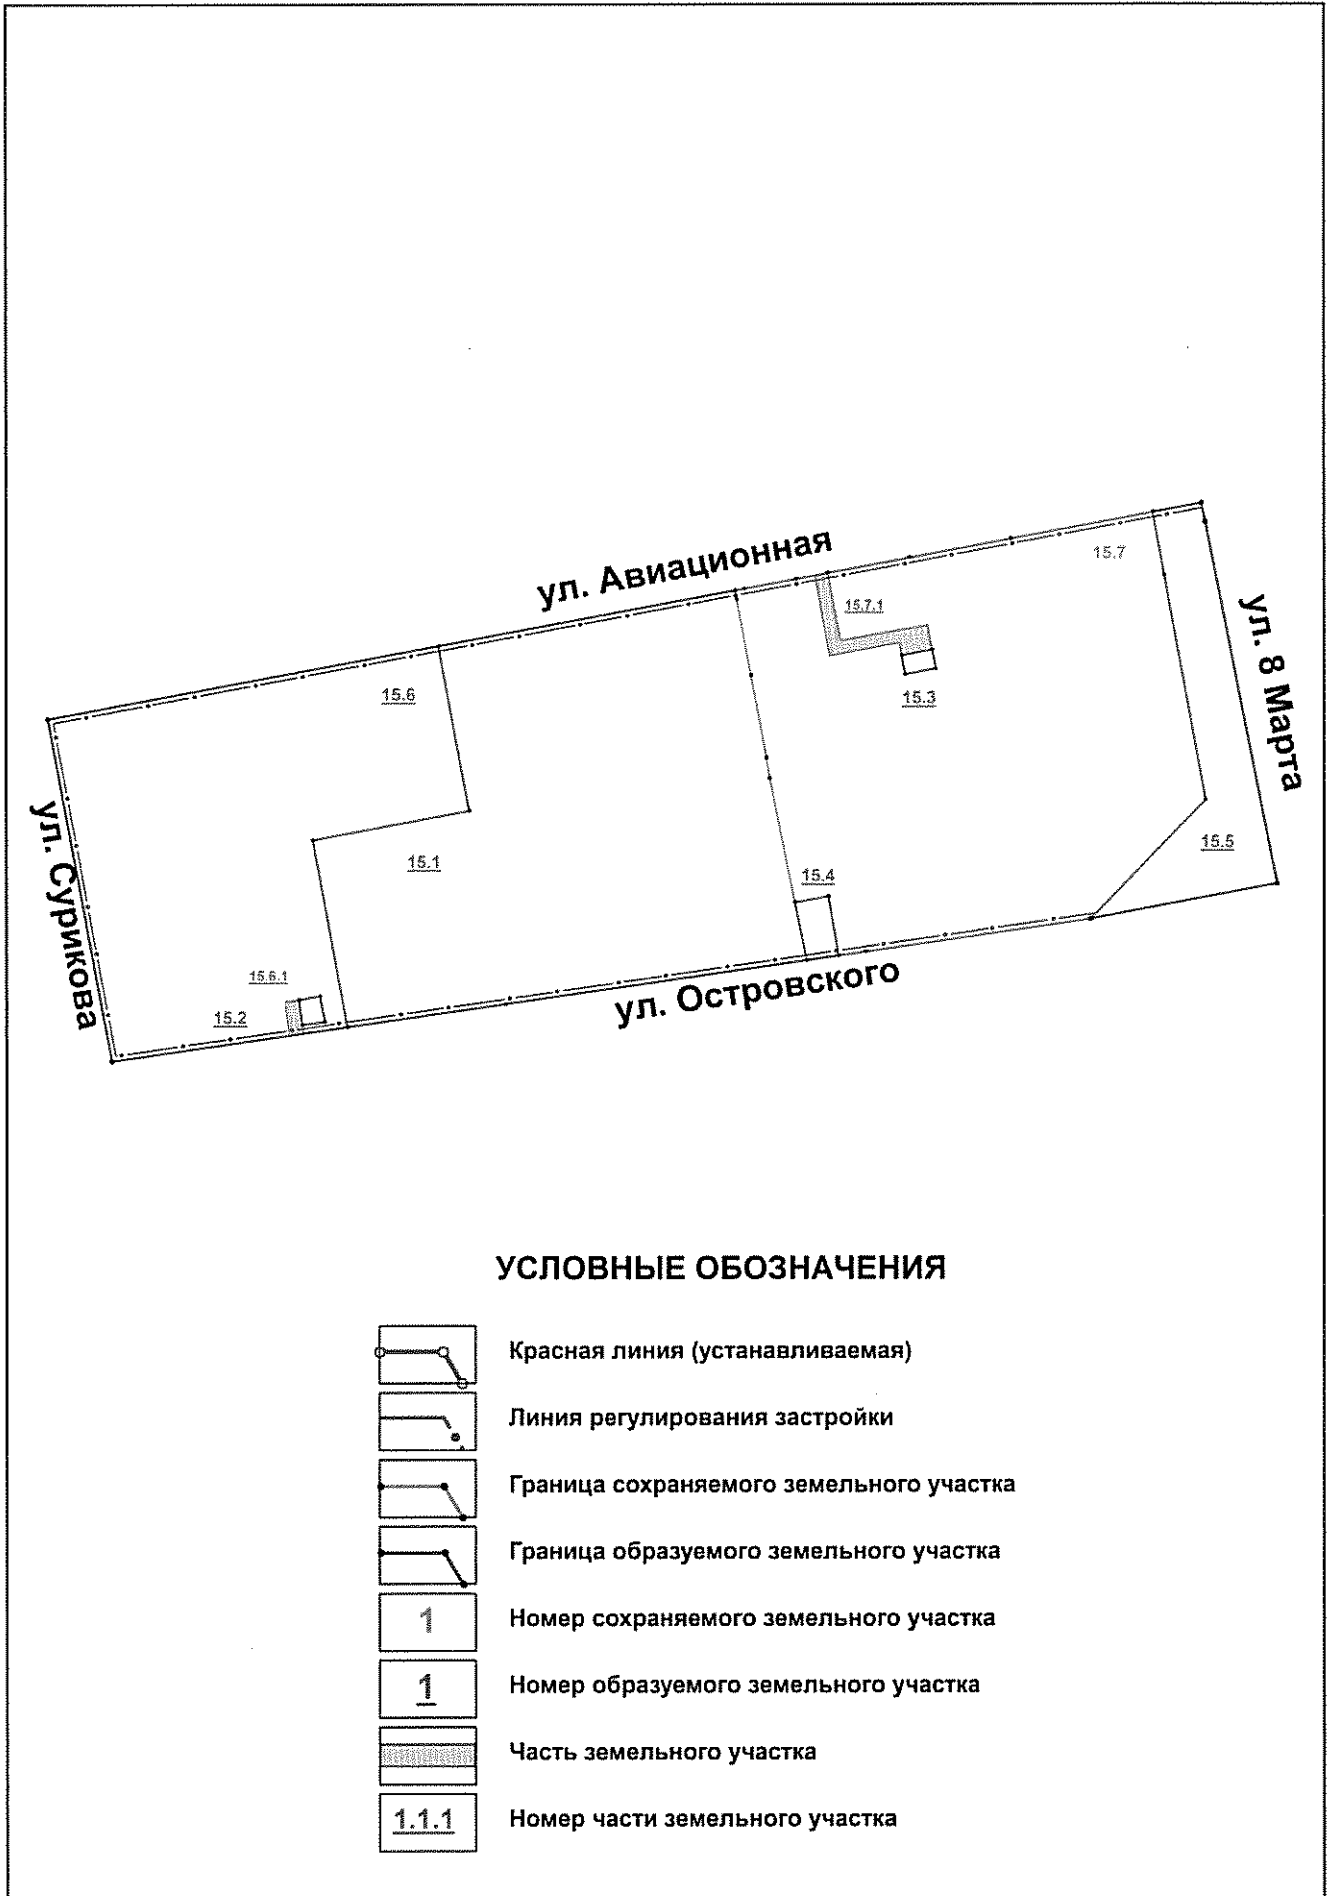 ул. Авиационная
15.7
15.7.1
ул. 8 Марта
15.6
15.3
ул. Сурикова
15.1
15.4
15.5
15.6.1
15.2
ул. Островского
УСЛОВНЫЕ ОБОЗНАЧЕНИЯ
Красная линия (устанавливаемая)
Линия регулирования застройки
Граница сохраняемого земельного участка
Граница образуемого земельного участка
1 Номер сохраняемого земельного участка
1 Номер образуемого земельного участка
Часть земельного участка
1.1.1 Номер части земельного участка